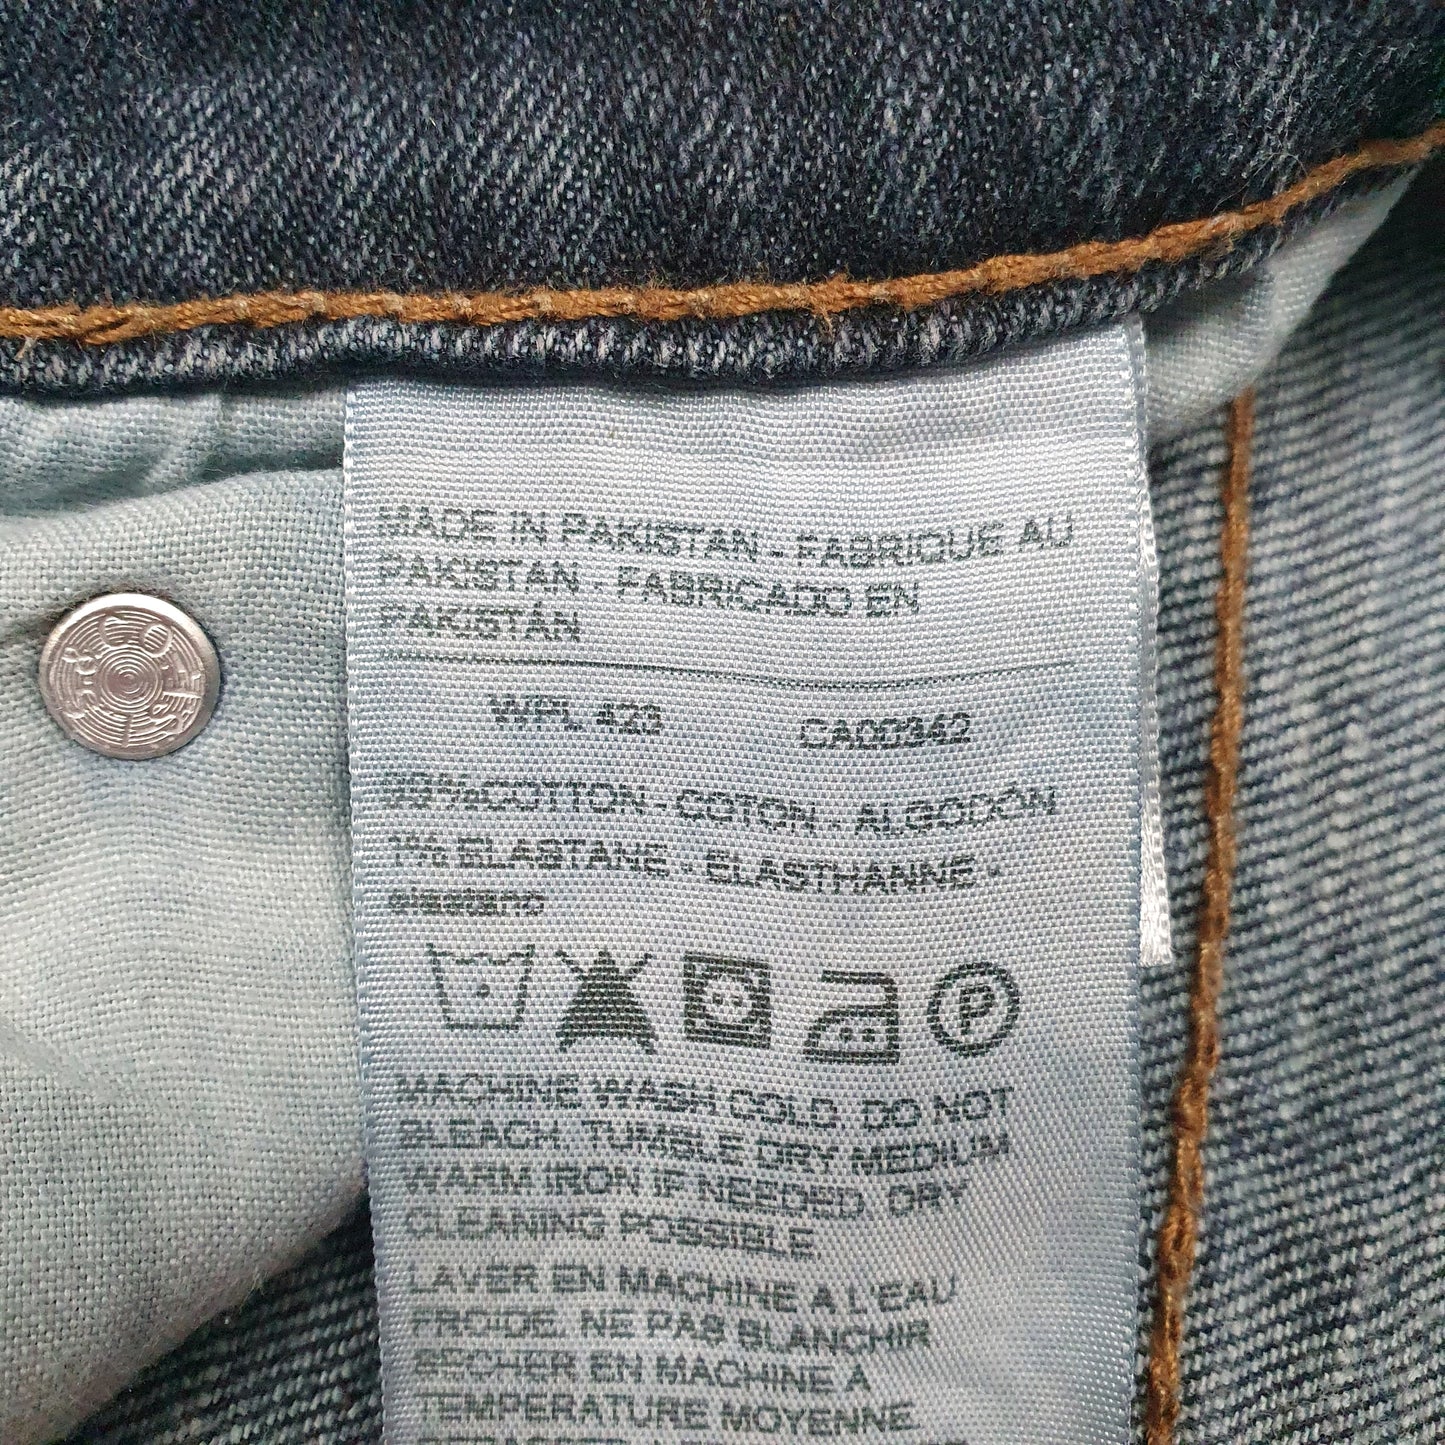 MADE IN PAKISTAN - FABRIQUE AU
PAKISTAN - FABRICADO EN
PAKISTÁN
WPL 423 CA00342
99% COTTON - COTON - ALGODÓN
1% ELASTANE - ELASTHANNE -
elastano
P
MACHINE WASH COLD. DO NOT
BLEACH. TUMBLE DRY MEDIUM
WARM IRON IF NEEDED. DRY
CLEANING POSSIBLE
LAVER EN MACHINE A L'EAU
FROIDE. NE PAS BLANCHIR
SECHER EN MACHINE A
TEMPERATURE MOYENNE